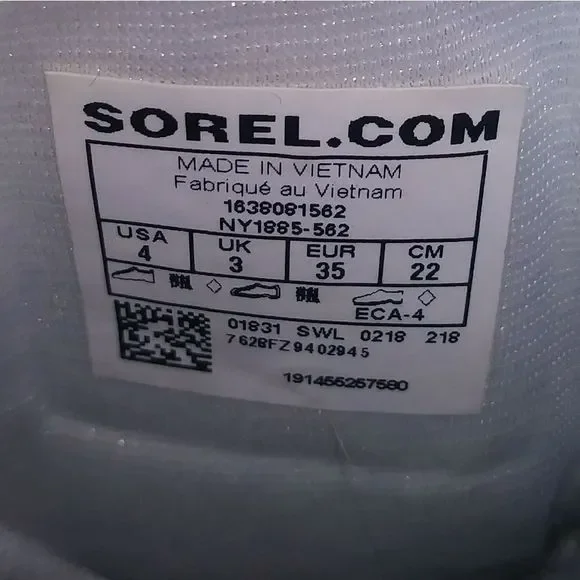 SOREL.COM
MADE IN VIETNAM
Fabriqué au Vietnam
1638081562
NY1885-562
USA UK EUR CM
4 3 35 22
ECA-4
01831 SWL 0218 218
7628FZ9402945
191455257580